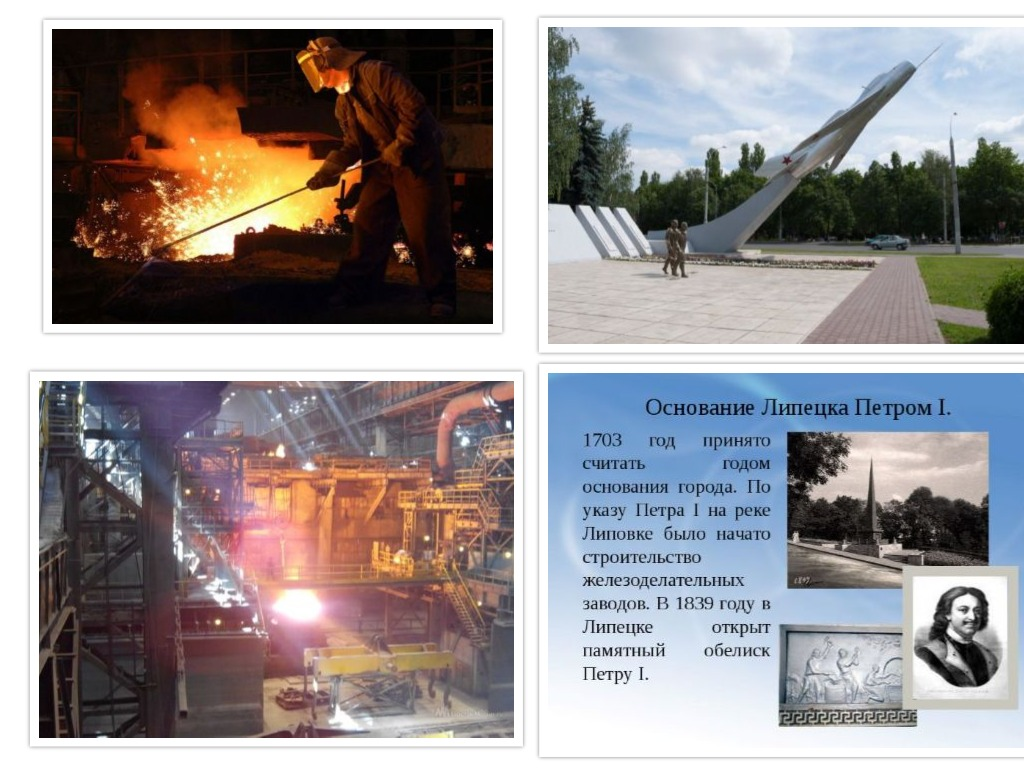 Основание Липецка Петром I.
1703 год принято
считать годом
основания города. По
указу Петра I на реке
Липовке было начато
строительство
железоделательных
заводов. В 1839 году в
Липецке открыт
памятный обелиск
Петру I.